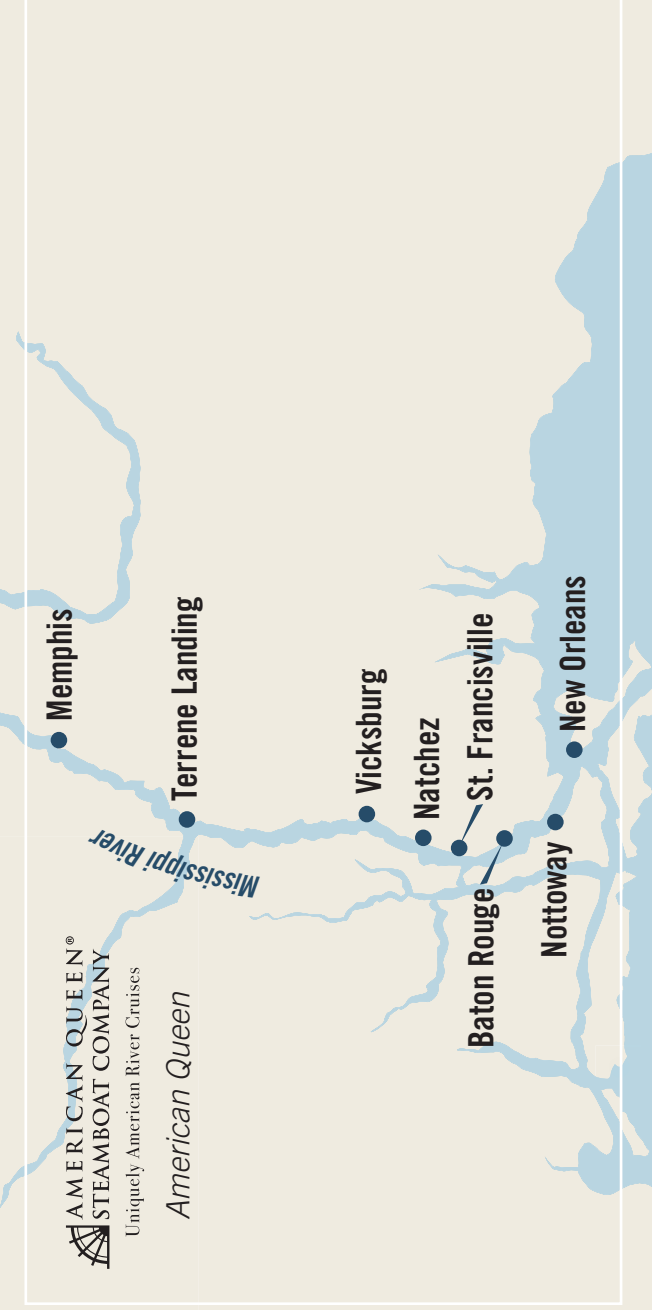 AMERICAN QUEEN®
STEAMBOAT COMPANY
Uniquely American River Cruises
American Queen
Mississippi River
Memphis
Terrene Landing
Vicksburg
Natchez
St. Francisville
Baton Rouge
Nottoway
New Orleans